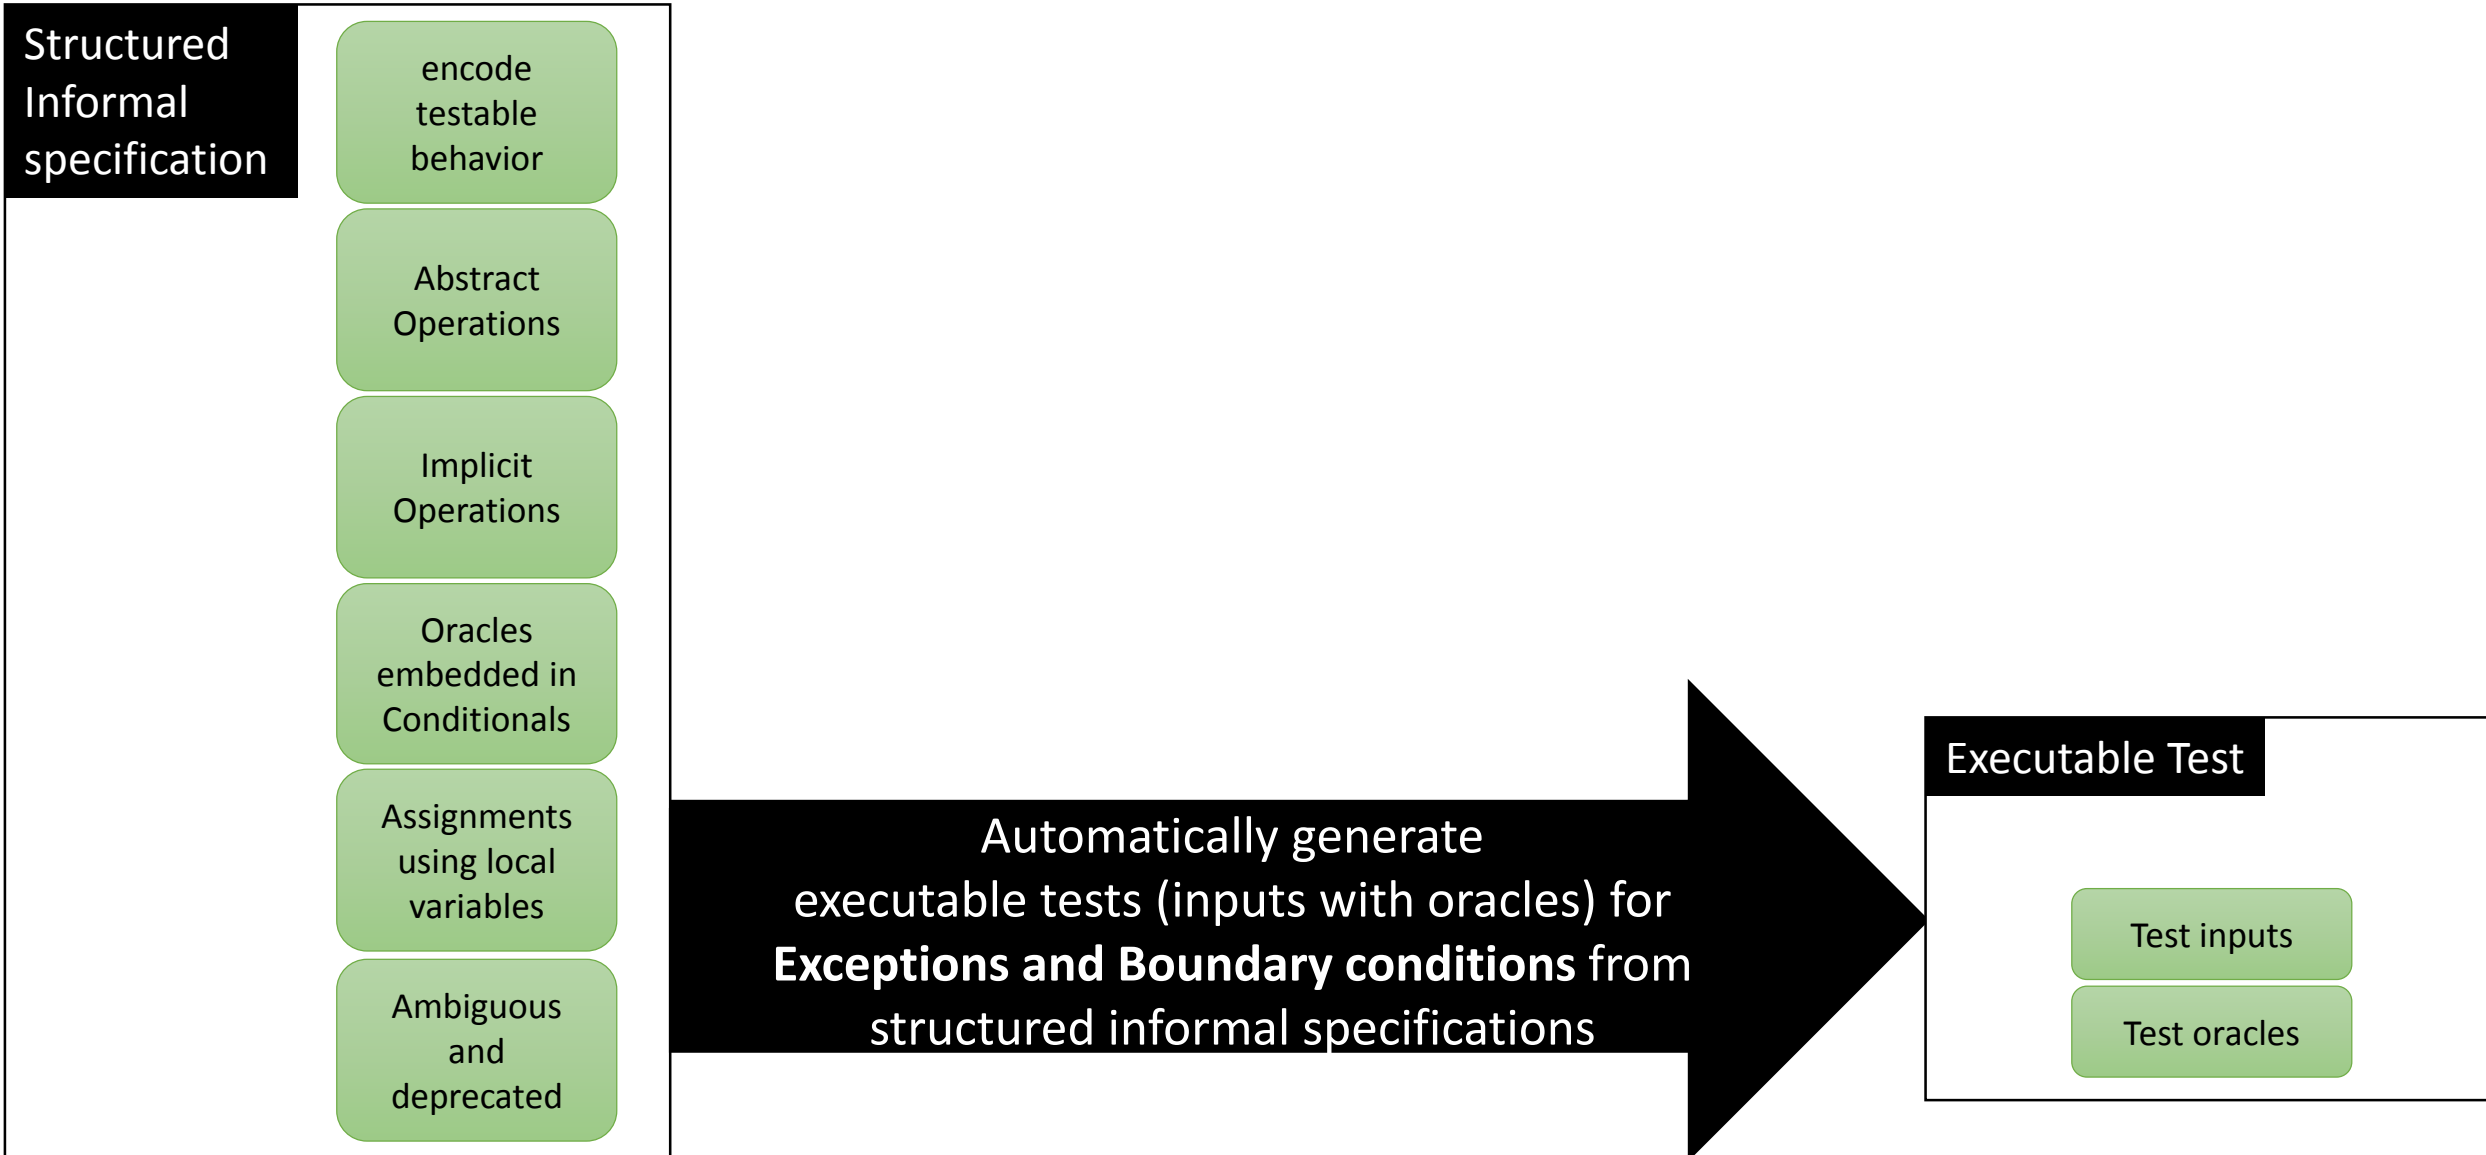 Structured
Informal
specification
encode
testable
behavior
Abstract
Operations
Implicit
Operations
Oracles
embedded in
Conditionals
Assignments
using local
variables
Ambiguous
and
deprecated
Automatically generate
executable tests (inputs with oracles) for
Exceptions and Boundary conditions from
structured informal specifications
Executable Test
Test inputs
Test oracles